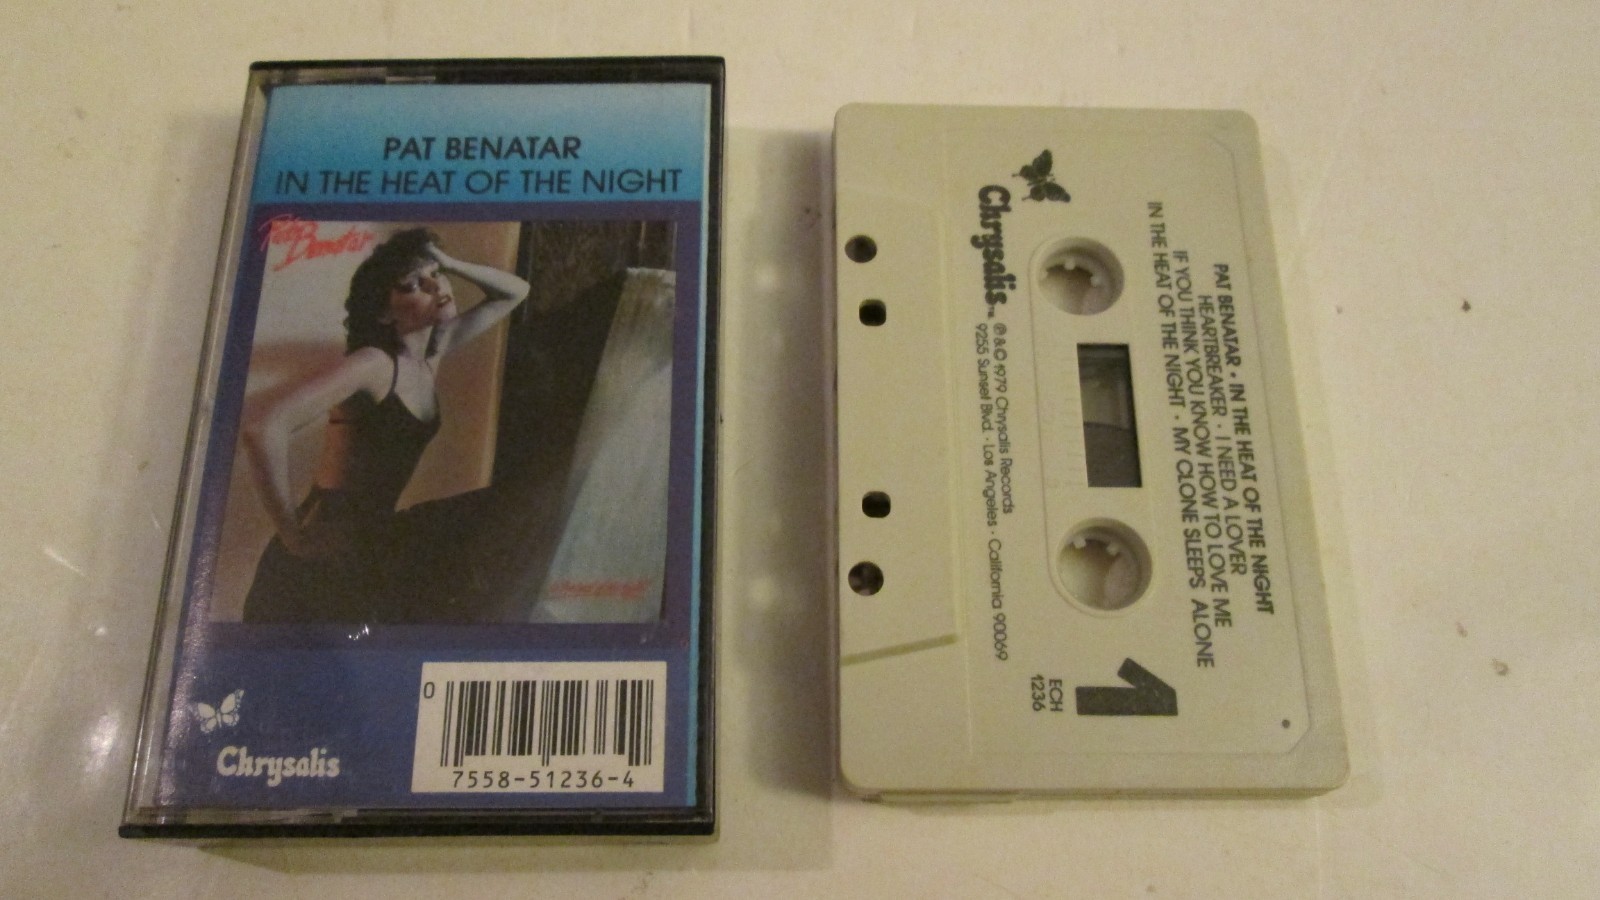 PAT BENATAR
IN THE HEAT OF THE NIGHT
Pat
Benatar
Chrysalis
0
7558-51236-4
Chrysalis™
℗&© 1979 Chrysalis Records
9255 Sunset Blvd. · Los Angeles · California 90069
PAT BENATAR · IN THE HEAT OF THE NIGHT
HEARTBREAKER · I NEED A LOVER
IF YOU THINK YOU KNOW HOW TO LOVE ME
IN THE HEAT OF THE NIGHT · MY CLONE SLEEPS ALONE
1
ECH
1236